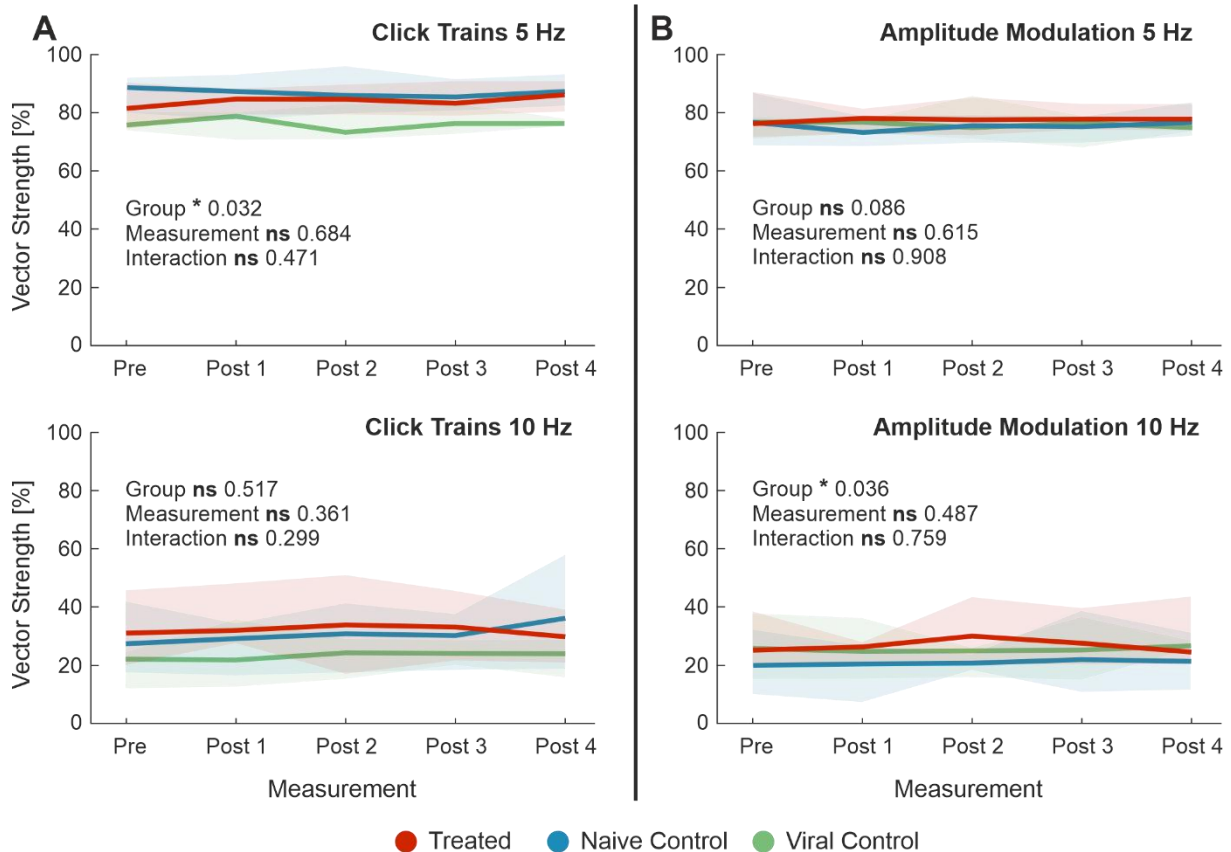 A
Click Trains 5 Hz
Vector Strength [%]
100
80
60
40
20
0
Group * 0.032
Measurement ns 0.684
Interaction ns 0.471
Pre Post 1 Post 2 Post 3 Post 4
Click Trains 10 Hz
Vector Strength [%]
100
80
60
40
20
0
Group ns 0.517
Measurement ns 0.361
Interaction ns 0.299
Pre Post 1 Post 2 Post 3 Post 4
Measurement
B
Amplitude Modulation 5 Hz
100
80
60
40
20
0
Group ns 0.086
Measurement ns 0.615
Interaction ns 0.908
Pre Post 1 Post 2 Post 3 Post 4
Amplitude Modulation 10 Hz
100
80
60
40
20
0
Group * 0.036
Measurement ns 0.487
Interaction ns 0.759
Pre Post 1 Post 2 Post 3 Post 4
Measurement
Treated Naive Control Viral Control